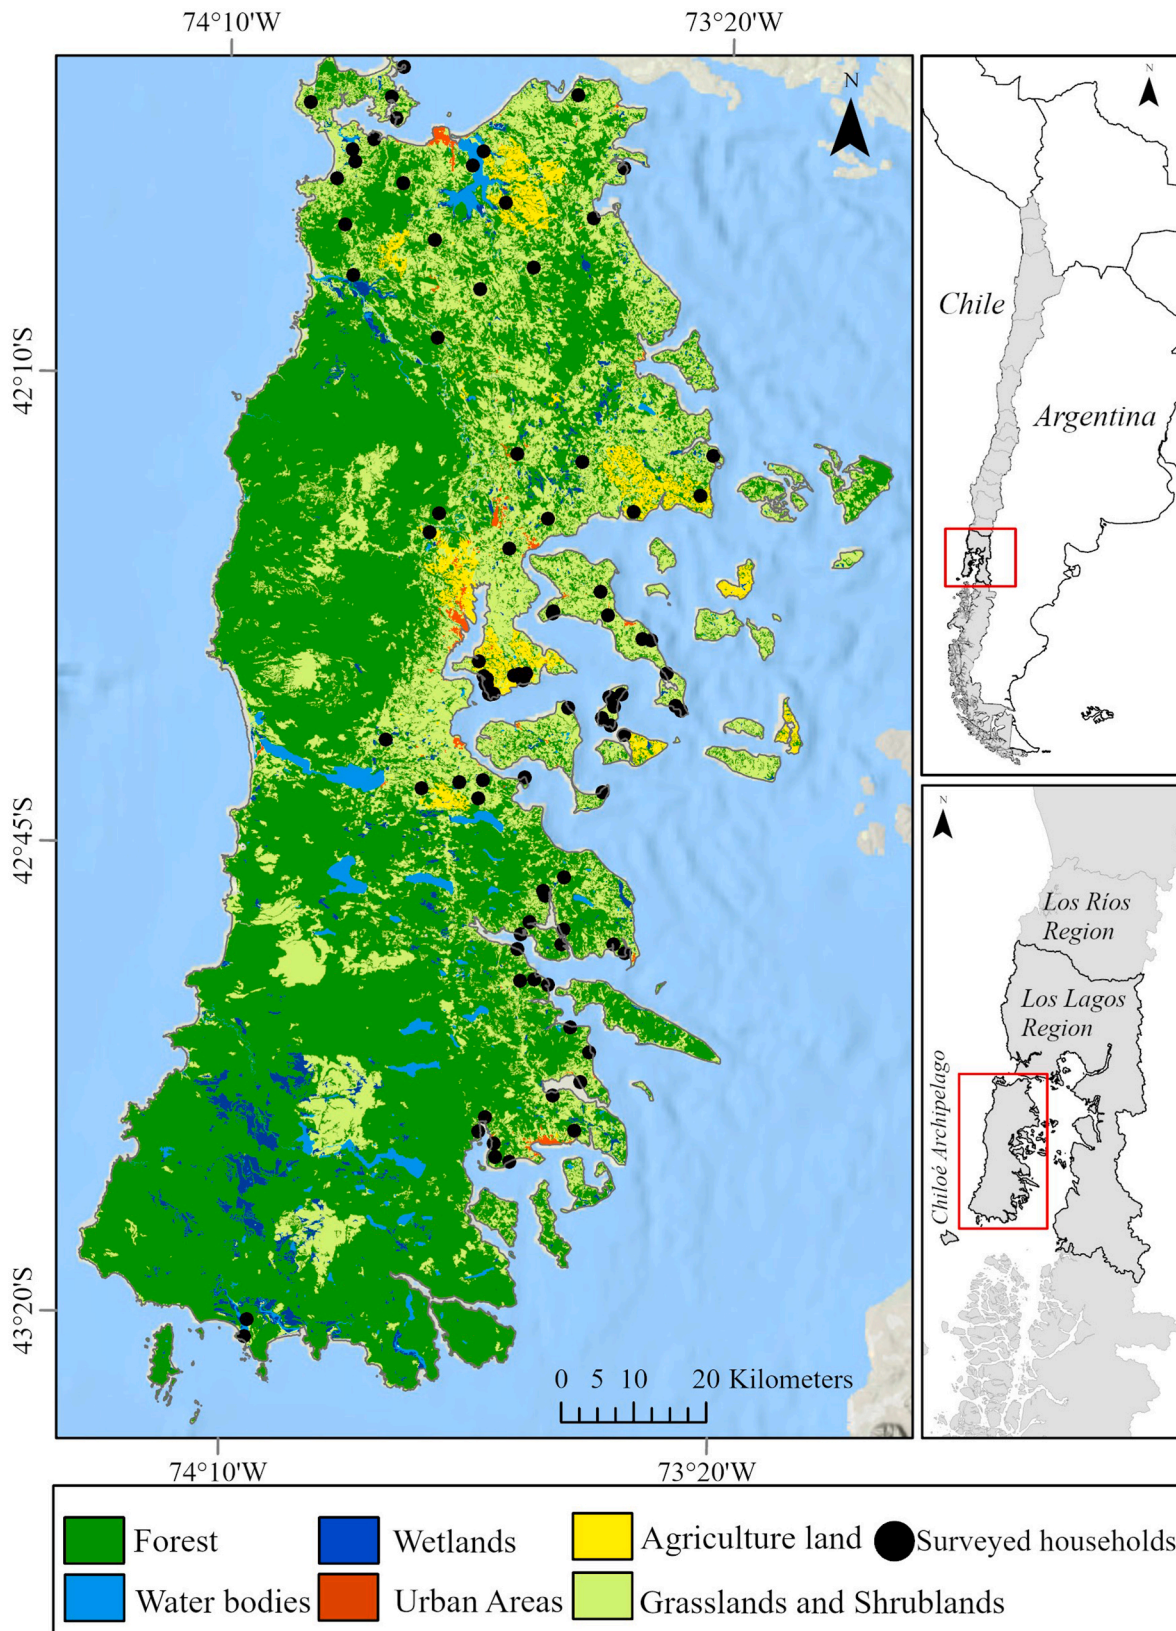 74°10'W
73°20'W
N
42°10'S
42°45'S
43°20'S
0 5 10 20 Kilometers
74°10'W
73°20'W
N
Chile
Argentina
N
Los Ríos
Region
Los Lagos
Region
Chiloé Archipelago
Forest
Wetlands
Agriculture land
Surveyed households
Water bodies
Urban Areas
Grasslands and Shrublands